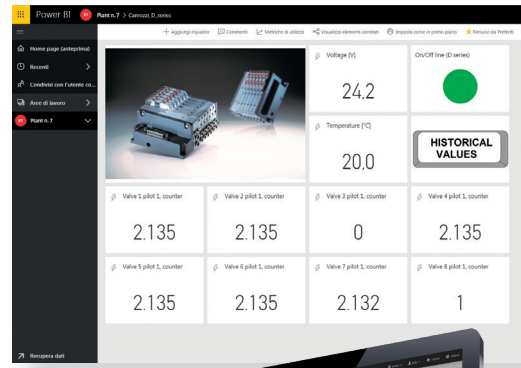 Power BI
Plant n. 7 > Camozzi_D_series
Aggiungi riquadro
Commenti
Metriche di utilizzo
Visualizza elementi correlati
Imposta come in primo piano
Rimuovi da Preferiti
Home page (anteprima)
Recenti
Condivisi con l'utente co...
Aree di lavoro
Plant n. 7
Voltage [V]
24,2
On/Off line (D series)
Temperature [°C]
20,0
HISTORICAL
VALUES
Valve 1 pilot 1, counter
2.135
Valve 2 pilot 1, counter
2.135
Valve 3 pilot 1, counter
0
Valve 4 pilot 1, counter
2.135
Valve 5 pilot 1, counter
2.135
Valve 6 pilot 1, counter
2.135
Valve 7 pilot 1, counter
2.132
Valve 8 pilot 1, counter
1
Recupera dati